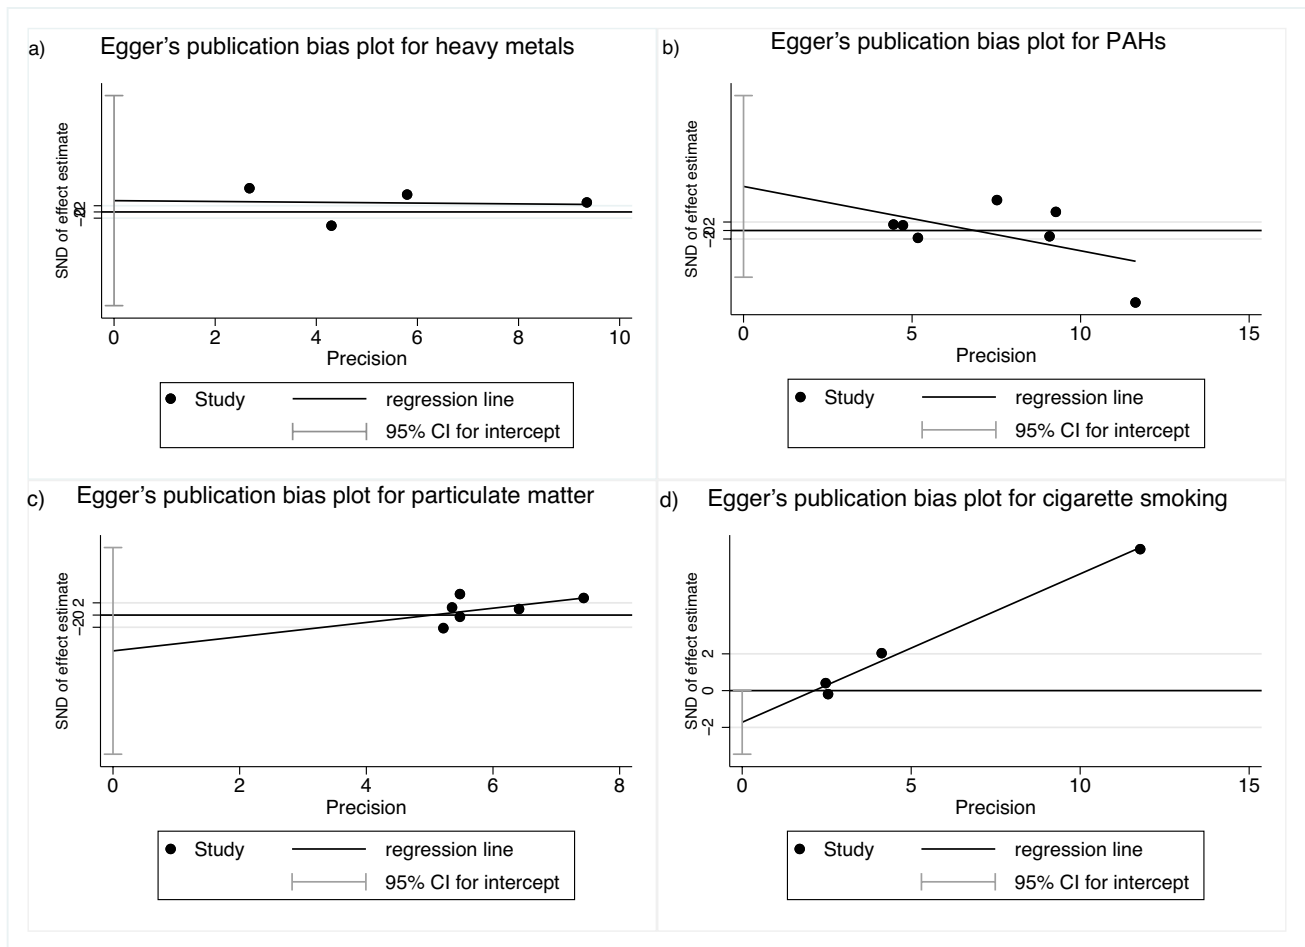 a)
Egger's publication bias plot for heavy metals
SND of effect estimate
0 2 4 6 8 10
Precision
Study regression line
95% CI for intercept
b)
Egger's publication bias plot for PAHs
SND of effect estimate
0 5 10 15
Precision
Study regression line
95% CI for intercept
c)
Egger's publication bias plot for particulate matter
SND of effect estimate
−2 0 2
0 2 4 6 8
Precision
Study regression line
95% CI for intercept
d)
Egger's publication bias plot for cigarette smoking
SND of effect estimate
2
0
−2
0 5 10 15
Precision
Study regression line
95% CI for intercept